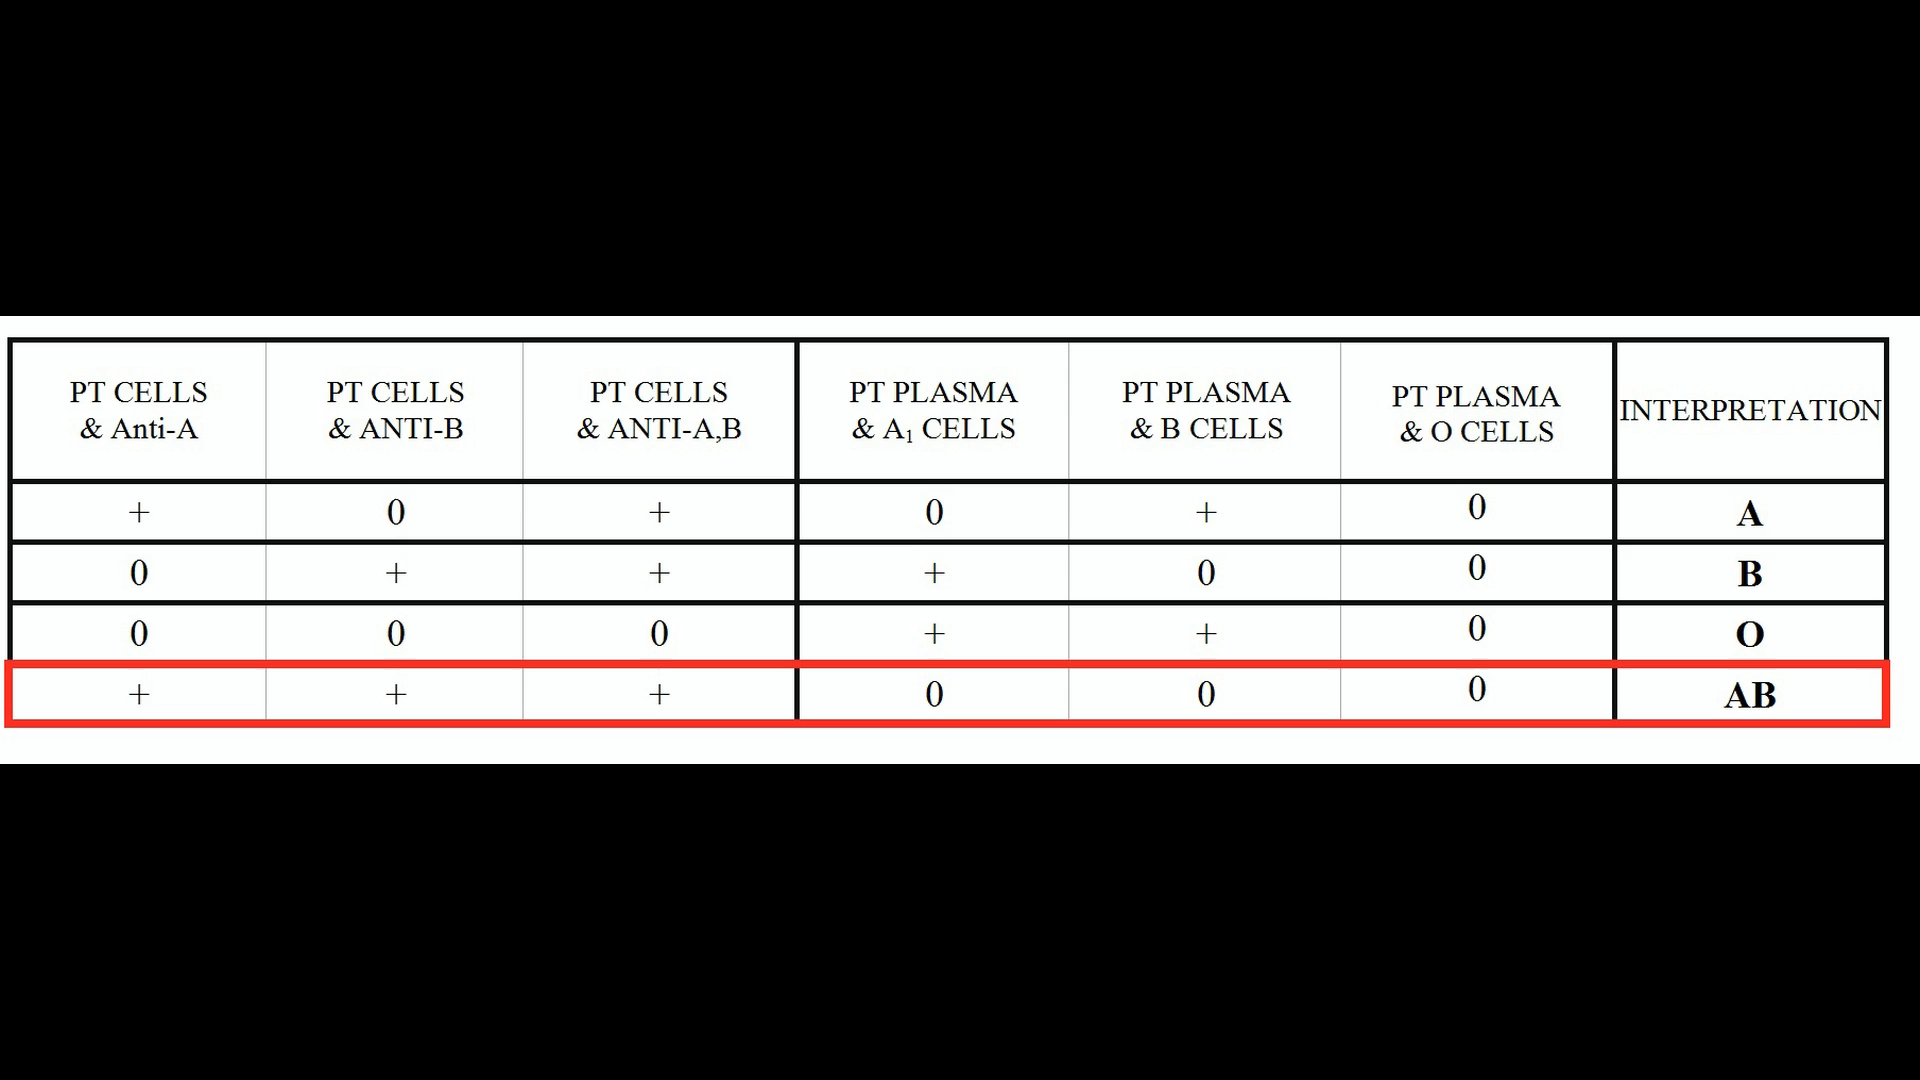 PT CELLS
& Anti-A
PT CELLS
& ANTI-B
PT CELLS
& ANTI-A,B
PT PLASMA
& A₁ CELLS
PT PLASMA
& B CELLS
PT PLASMA
& O CELLS
INTERPRETATION
+ 0 + 0 + 0 A
0 + + + 0 0 B
0 0 0 + + 0 O
+ + + 0 0 0 AB